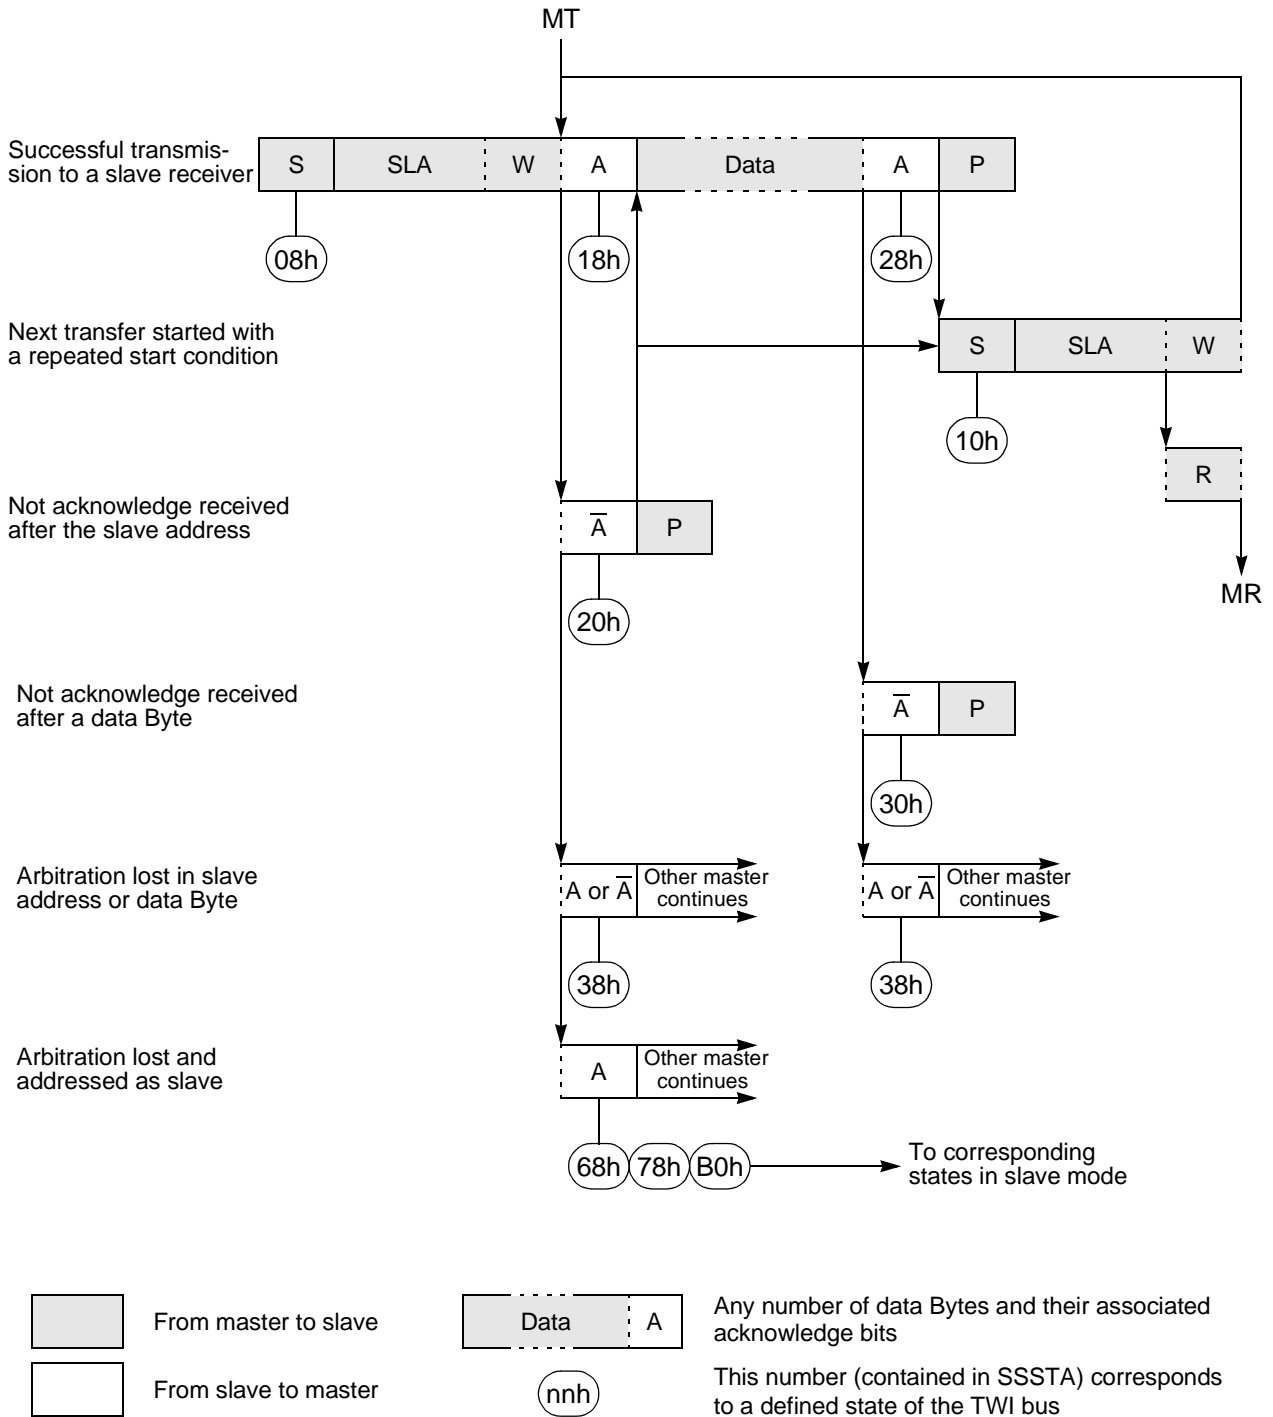 MT
Successful transmis-
sion to a slave receiver
S SLA W A Data A P
08h 18h 28h
Next transfer started with
a repeated start condition
S SLA W
10h
R
MR
Not acknowledge received
after the slave address
A̅ P
20h
Not acknowledge received
after a data Byte
A̅ P
30h
Arbitration lost in slave
address or data Byte
A or A̅
Other master
continues
A or A̅
Other master
continues
38h 38h
Arbitration lost and
addressed as slave
A
Other master
continues
68h 78h B0h
To corresponding
states in slave mode
From master to slave
Data A
Any number of data Bytes and their associated
acknowledge bits
From slave to master
nnh
This number (contained in SSSTA) corresponds
to a defined state of the TWI bus